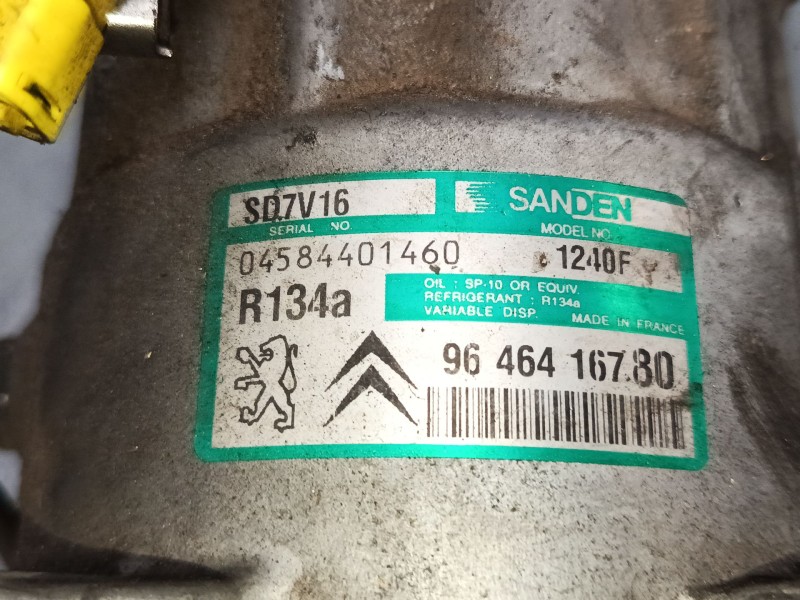 SD7V16
SANDEN
SERIAL NO.
MODEL NO.
04584401460
1240F
R134a
OIL : SP-10 OR EQUIV.
REFRIGERANT : R134a
VARIABLE DISP.
MADE IN FRANCE
96 464 167.80